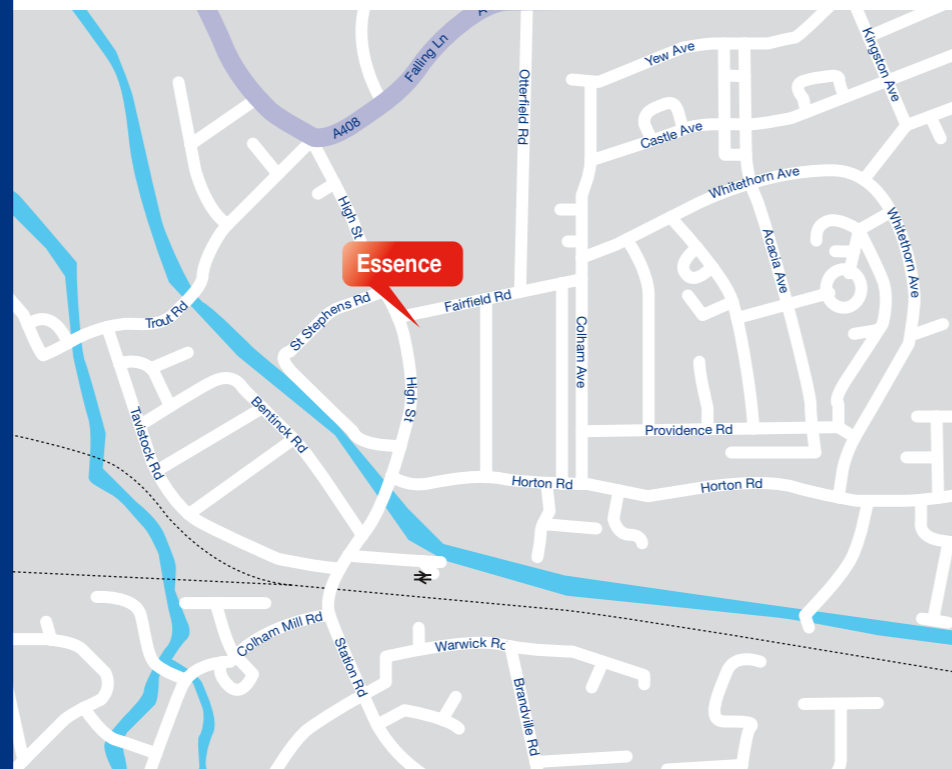 A
Falling Ln
A408
Otterfield Rd
Yew Ave
Kingston Ave
Castle Ave
Whitethorn Ave
High St
Whitethorn Ave
Acacia Ave
Essence
Fairfield Rd
St Stephens Rd
Trout Rd
Colham Ave
High St
Tavistock Rd
Bentinck Rd
Providence Rd
Horton Rd
Horton Rd
Colham Mill Rd
Station Rd
Warwick Rd
Brandville Rd